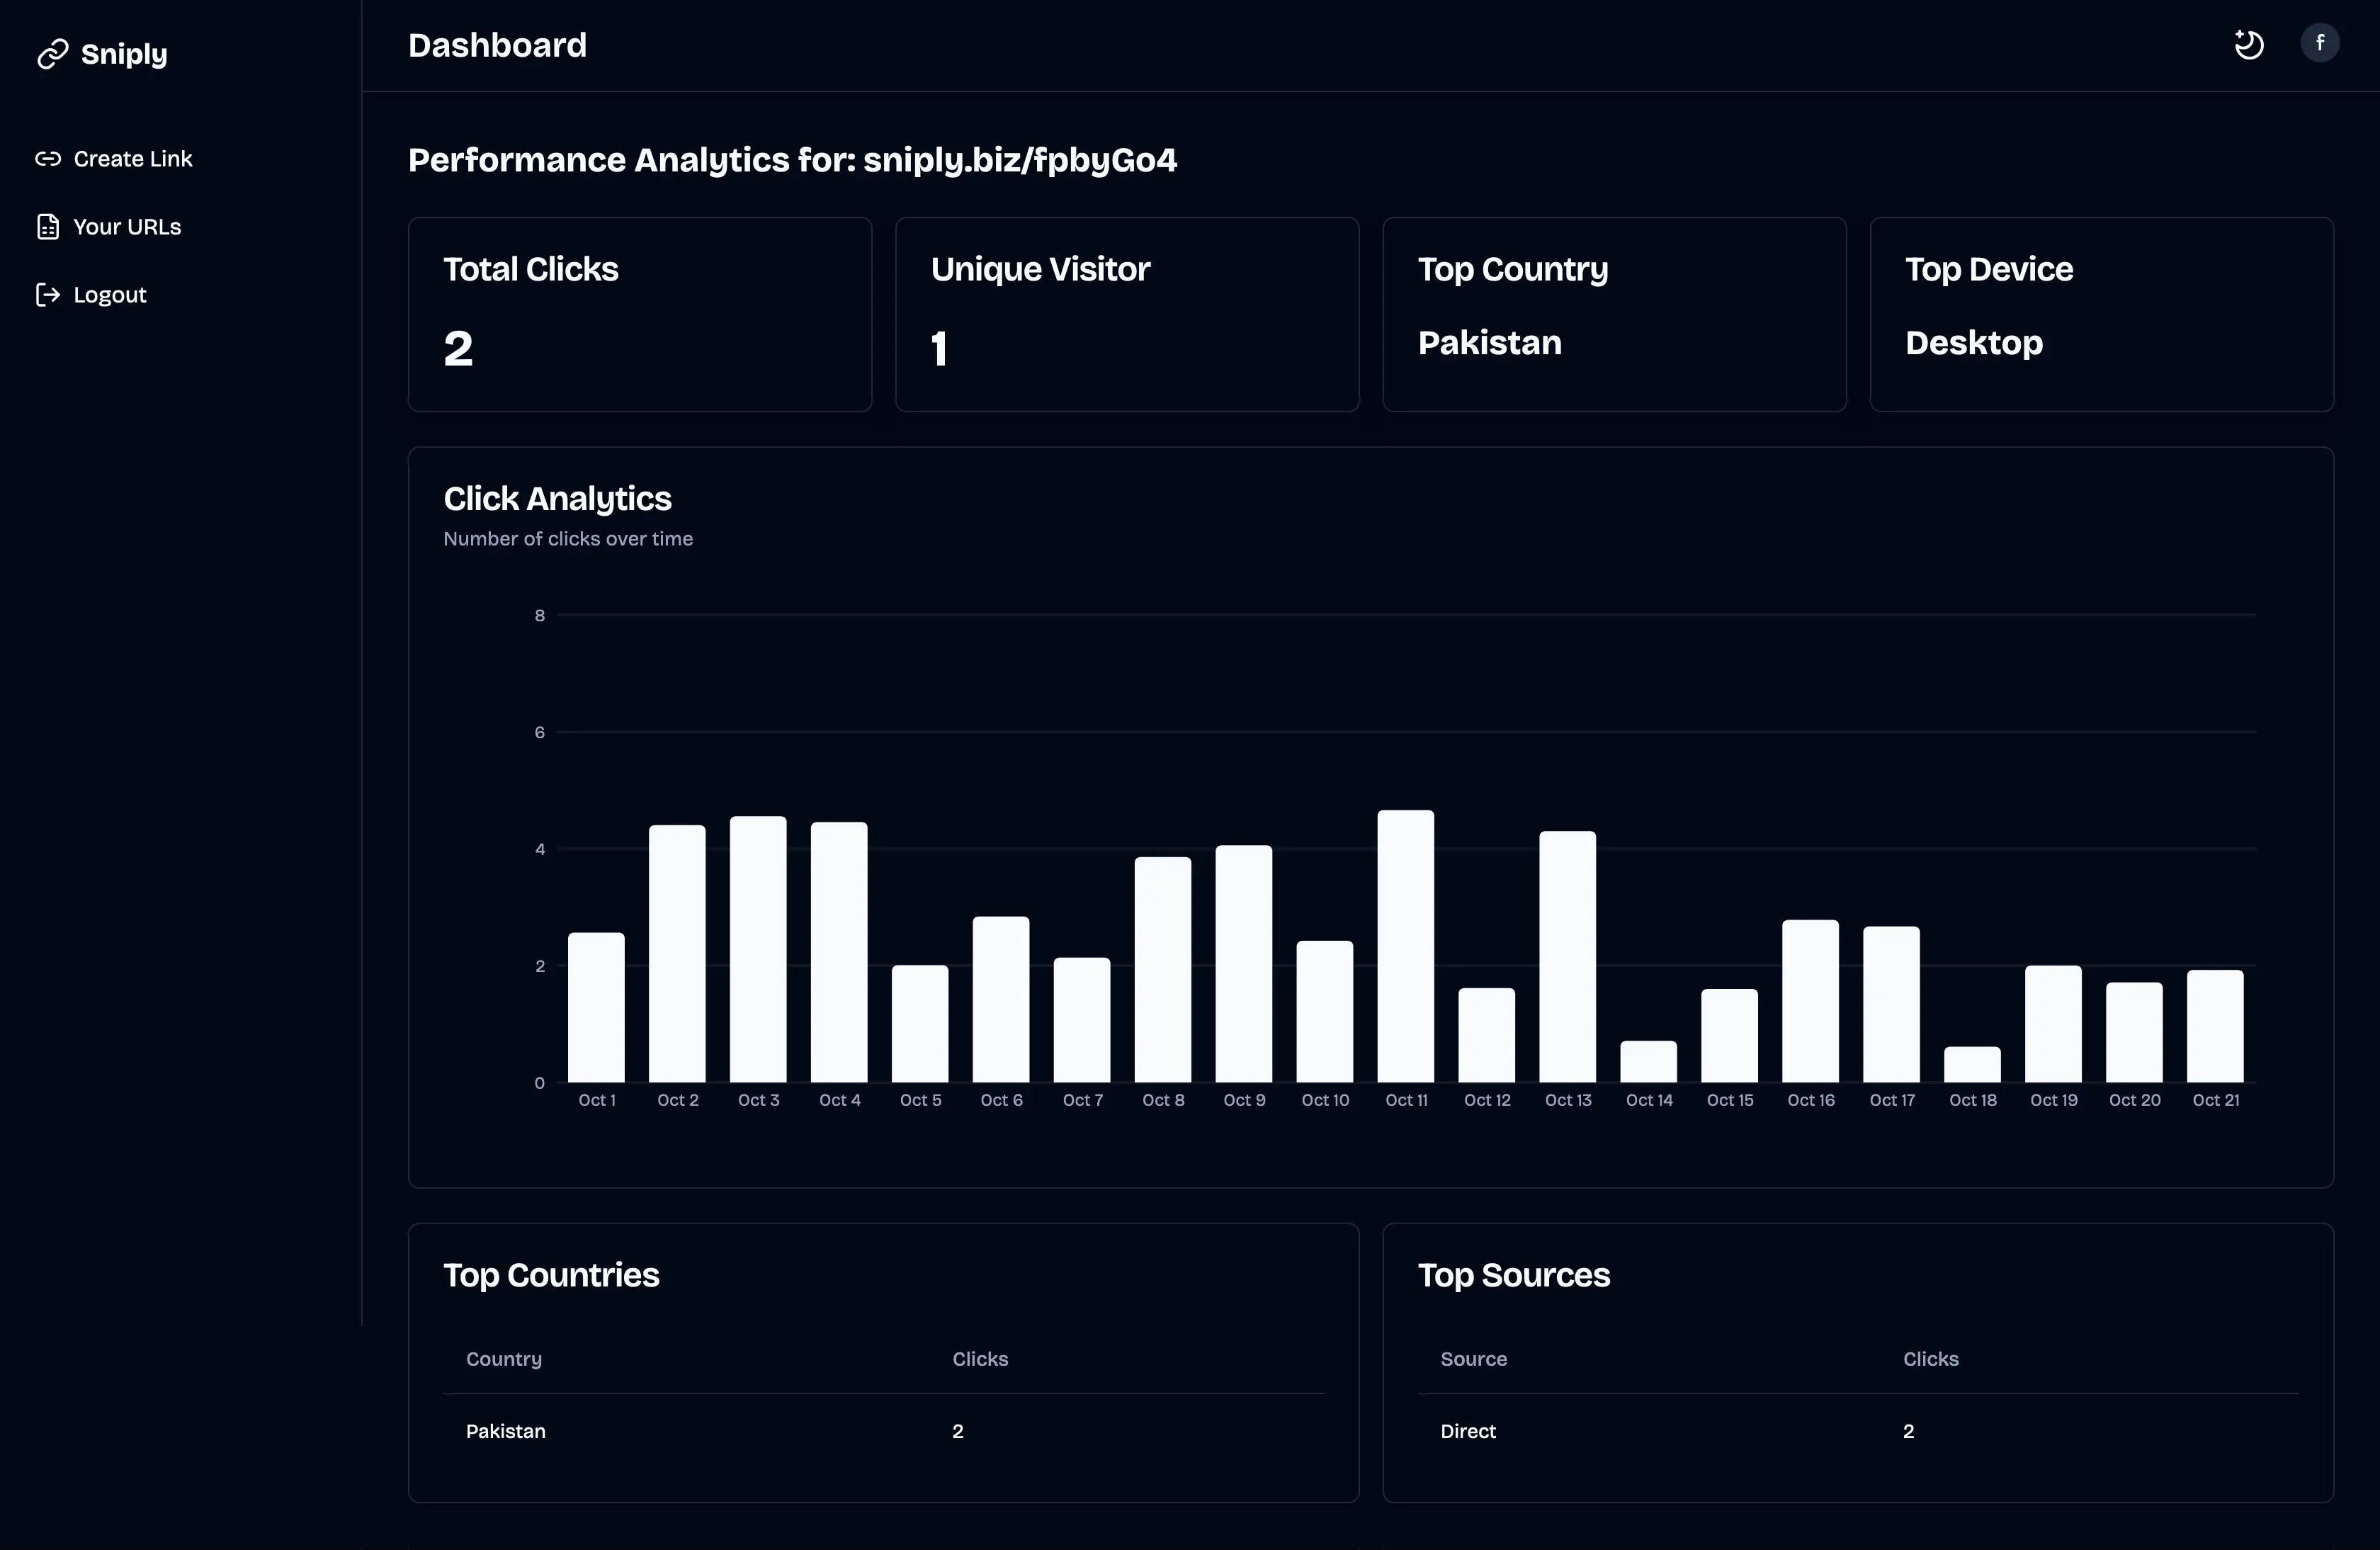 Sniply
Create Link
Your URLs
Logout
Dashboard
f
Performance Analytics for: sniply.biz/fpbyGo4
Total Clicks
2
Unique Visitor
1
Top Country
Pakistan
Top Device
Desktop
Click Analytics
Number of clicks over time
8
6
4
2
0
Oct 1 Oct 2 Oct 3 Oct 4 Oct 5 Oct 6 Oct 7 Oct 8 Oct 9 Oct 10 Oct 11 Oct 12 Oct 13 Oct 14 Oct 15 Oct 16 Oct 17 Oct 18 Oct 19 Oct 20 Oct 21
Top Countries
Country Clicks
Pakistan 2
Top Sources
Source Clicks
Direct 2